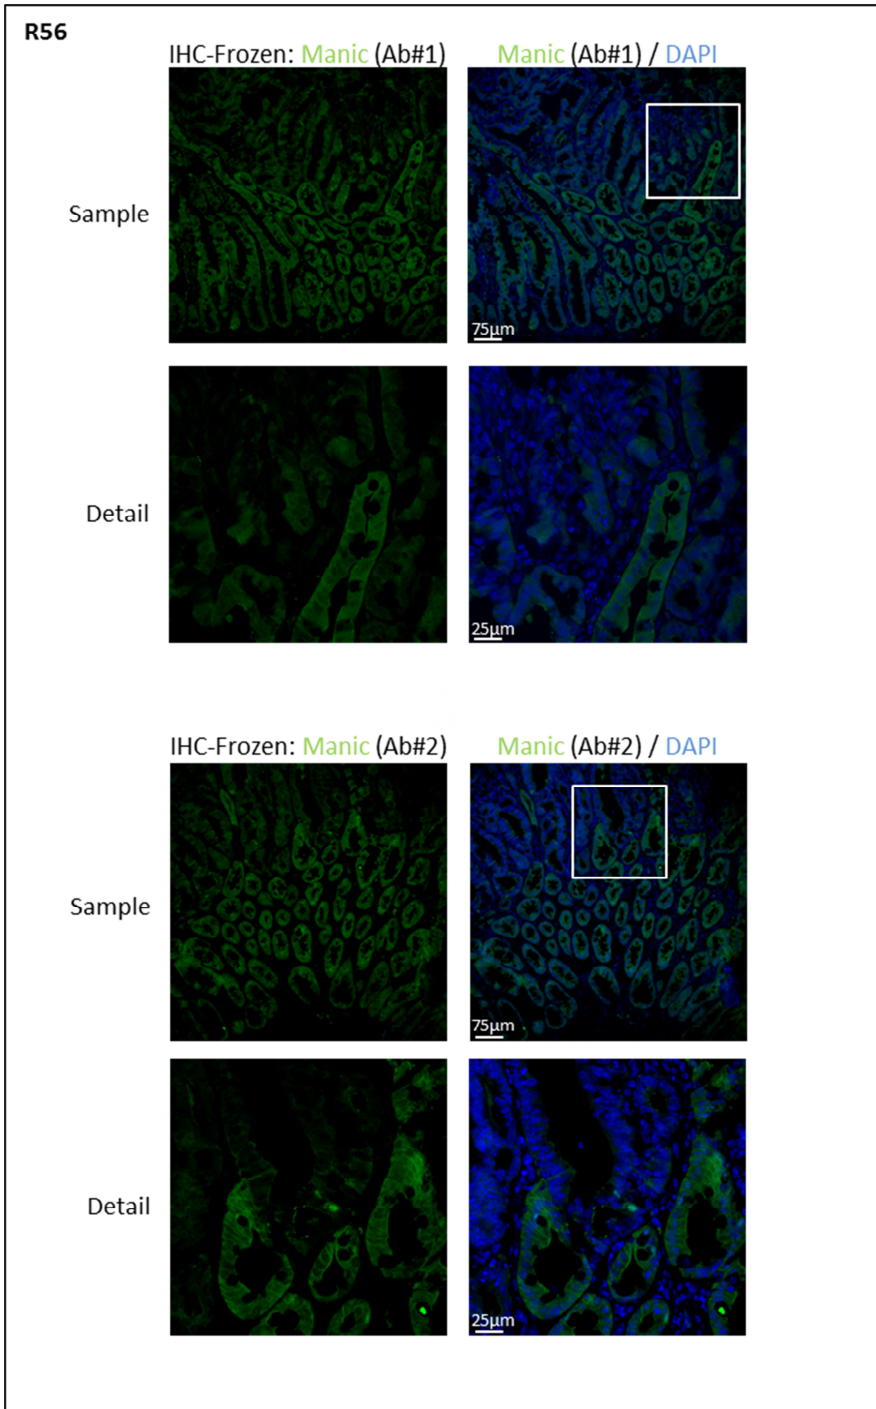 R56
IHC-Frozen: Manic (Ab#1)
Manic (Ab#1) / DAPI
Sample
75µm
Detail
25µm
IHC-Frozen: Manic (Ab#2)
Manic (Ab#2) / DAPI
Sample
75µm
Detail
25µm